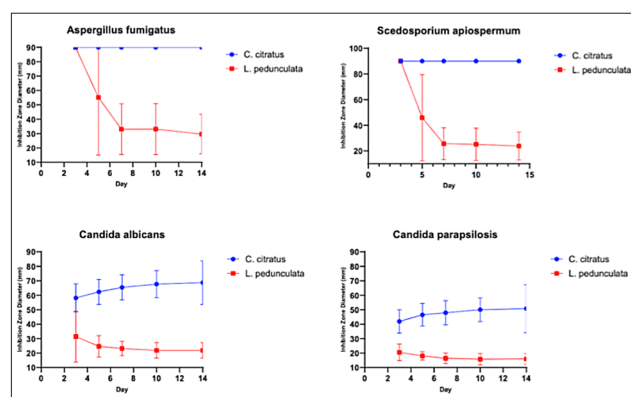 Aspergillus fumigatus
Inhibition Zone Diameter (mm)
90
80
70
60
50
40
30
20
10
0 2 4 6 8 10 12 14
Day
C. citratus
L. pedunculata
Scedosporium apiospermum
Inhibition Zone Diameter (mm)
100
80
60
40
20
0 5 10 15
Day
C. citratus
L. pedunculata
Candida albicans
Inhibition Zone Diameter (mm)
90
80
70
60
50
40
30
20
10
0 2 4 6 8 10 12 14
Day
C. citratus
L. pedunculata
Candida parapsilosis
Inhibition Zone Diameter (mm)
90
80
70
60
50
40
30
20
10
0 2 4 6 8 10 12 14
Day
C. citratus
L. pedunculata